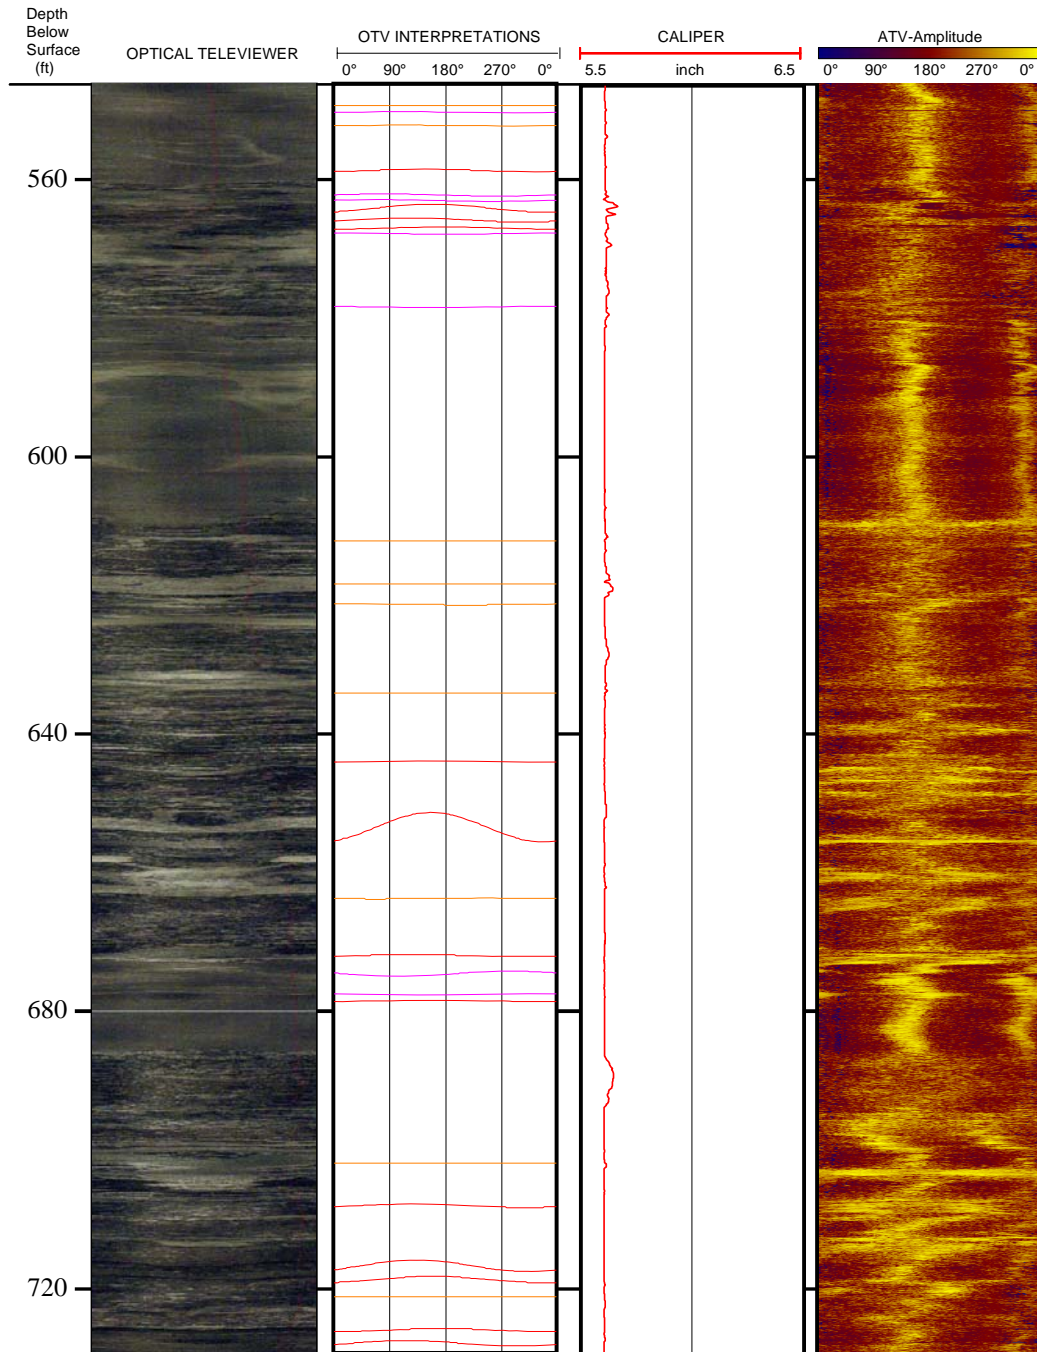 Depth
Below
Surface
(ft)
OPTICAL TELEVIEWER
OTV INTERPRETATIONS
0° 90° 180° 270° 0°
CALIPER
5.5 inch 6.5
ATV-Amplitude
0° 90° 180° 270° 0°
560
600
640
680
720